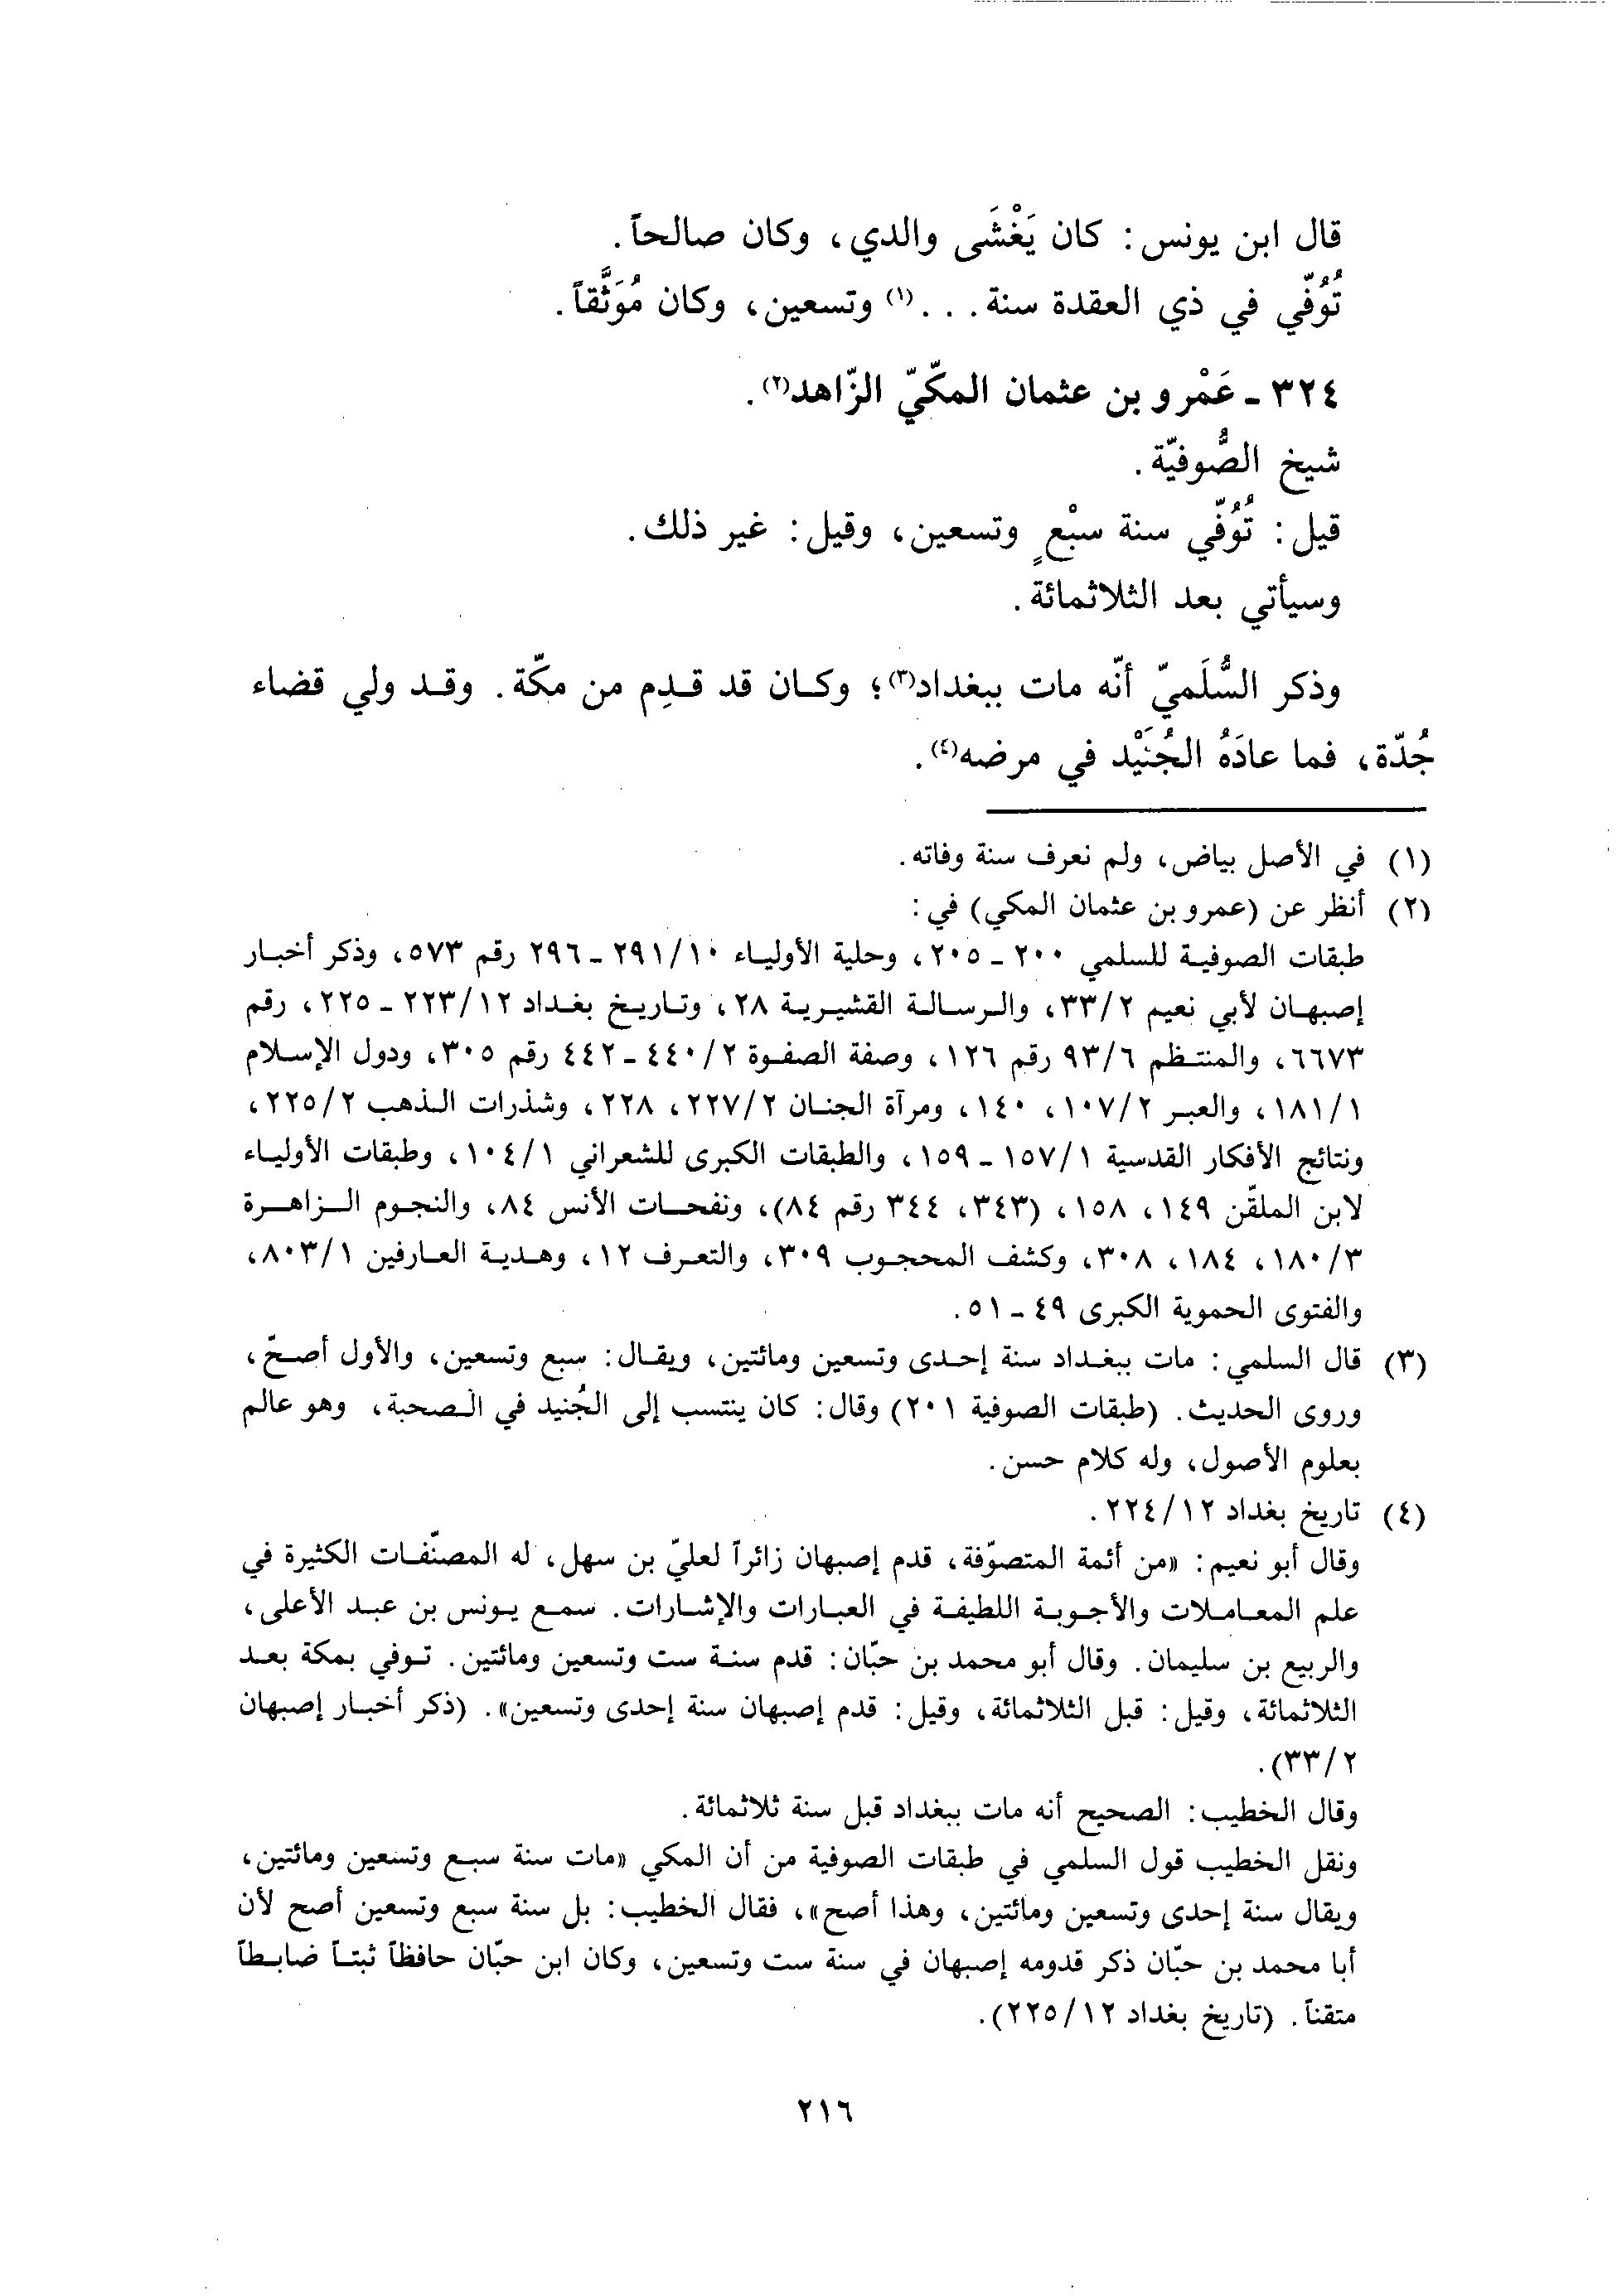 قال ابن يونس: كان يَغْشَى والدي، وكان صالحاً.
تُوُفّي في ذي العقدة سنة...(١) وتسعين، وكان مُوَثَّقاً.
٣٢٤ - عَمْرو بن عثمان المكّيّ الزّاهد(٢).
شيخ الصُّوفيّة.
قيل: تُوُفّي سنة سبْعٍ وتسعين، وقيل: غير ذلك.
وسيأتي بعد الثلاثمائة.
وذكر السُّلَميّ أنّه مات ببغداد(٣)؛ وكان قد قدِم من مكّة. وقد ولي قضاء
جُدّة، فما عادَهُ الجُنَيْد في مرضه(٤).
(١) في الأصل بياض، ولم نعرف سنة وفاته.
(٢) أنظر عن (عمرو بن عثمان المكي) في:
طبقات الصوفية للسلمي ٢٠٠ - ٢٠٥، وحلية الأولياء ٢٩١/١٠ - ٢٩٦ رقم ٥٧٣، وذكر أخبار
إصبهان لأبي نعيم ٣٣/٢، والرسالة القشيرية ٢٨، وتاريخ بغداد ٢٢٣/١٢ - ٢٢٥، رقم
٦٦٧٣، والمنتظم ٩٣/٦ رقم ١٢٦، وصفة الصفوة ٤٤٠/٢ - ٤٤٢ رقم ٣٠٥، ودول الإسلام
١٨١/١، والعبر ١٠٧/٢، ١٤٠، ومرآة الجنان ٢٢٧/٢، ٢٢٨، وشذرات الذهب ٢٢٥/٢،
ونتائج الأفكار القدسية ١٥٧/١ - ١٥٩، والطبقات الكبرى للشعراني ١٠٤/١، وطبقات الأولياء
لابن الملقّن ١٤٩، ١٥٨، (٣٤٣، ٣٤٤ رقم ٨٤)، ونفحات الأنس ٨٤، والنجوم الزاهرة
١٨٠/٣، ١٨٤، ٣٠٨، وكشف المحجوب ٣٠٩، والتعرف ١٢، وهدية العارفين ٨٠٣/١،
والفتوى الحموية الكبرى ٤٩ - ٥١.
(٣) قال السلمي: مات ببغداد سنة إحدى وتسعين ومائتين، ويقال: سبع وتسعين، والأول أصحّ،
وروى الحديث. (طبقات الصوفية ٢٠١) وقال: كان ينتسب إلى الجُنيد في الصحبة، وهو عالم
بعلوم الأصول، وله كلام حسن.
(٤) تاريخ بغداد ٢٢٤/١٢.
وقال أبو نعيم: «من أئمة المتصوّفة، قدم إصبهان زائراً لعليّ بن سهل، له المصنّفات الكثيرة في
علم المعاملات والأجوبة اللطيفة في العبارات والإشارات. سمع يونس بن عبد الأعلى،
والربيع بن سليمان. وقال أبو محمد بن حبّان: قدم سنة ست وتسعين ومائتين. توفي بمكة بعد
الثلاثمائة، وقيل: قبل الثلاثمائة، وقيل: قدم إصبهان سنة إحدى وتسعين». (ذكر أخبار إصبهان
٣٣/٢).
وقال الخطيب: الصحيح أنه مات ببغداد قبل سنة ثلاثمائة.
ونقل الخطيب قول السلمي في طبقات الصوفية من أن المكي «مات سنة سبع وتسعين ومائتين،
ويقال سنة إحدى وتسعين ومائتين، وهذا أصح»، فقال الخطيب: بل سنة سبع وتسعين أصح لأن
أبا محمد بن حبّان ذكر قدومه إصبهان في سنة ست وتسعين، وكان ابن حبّان حافظاً ثبتاً ضابطاً
متقناً. (تاريخ بغداد ٢٢٥/١٢).
٢١٦